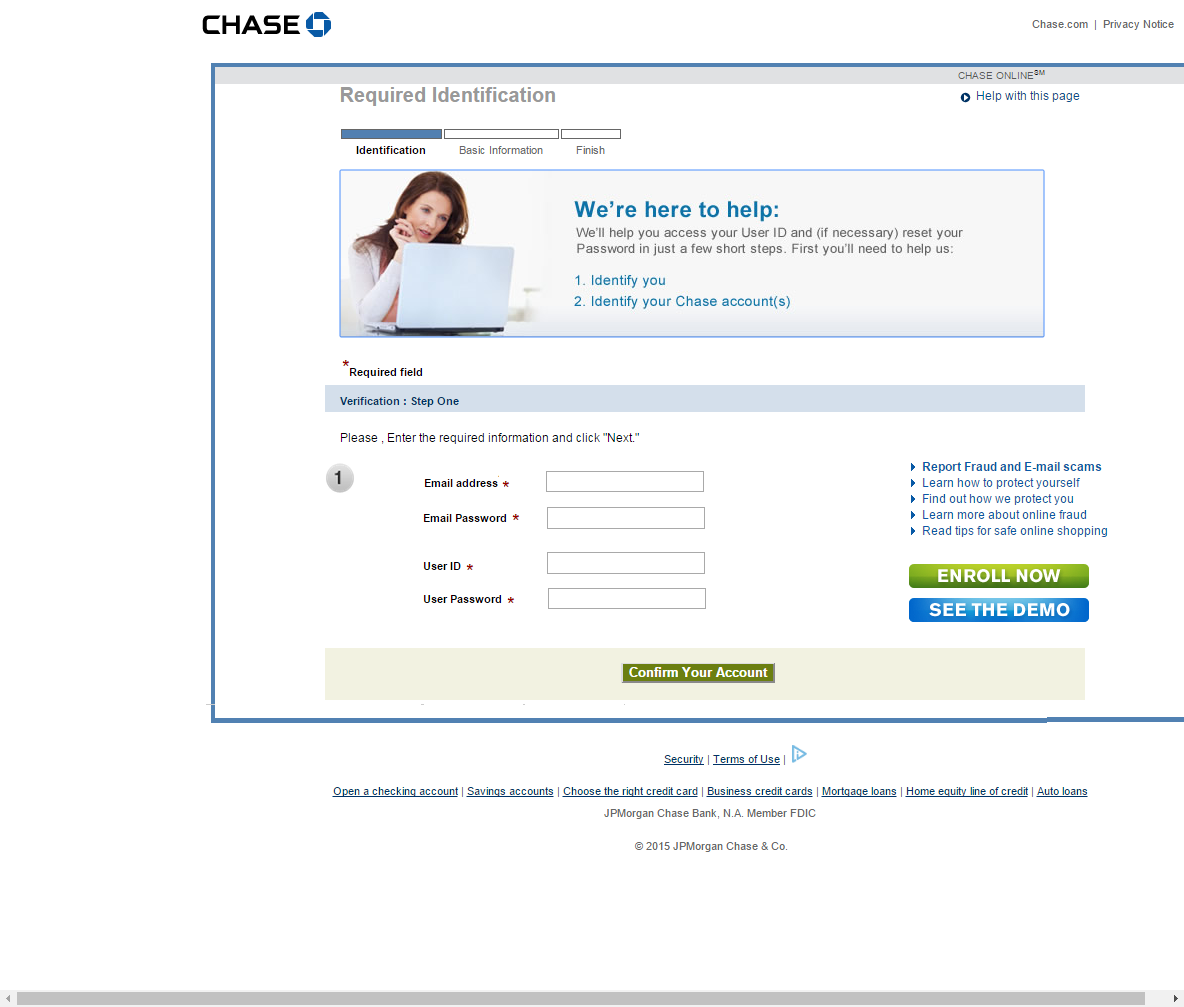 CHASE
Chase.com | Privacy Notice
CHASE ONLINE℠
Required Identification
Help with this page
Identification
Basic Information
Finish
We're here to help:
We'll help you access your User ID and (if necessary) reset your
Password in just a few short steps. First you'll need to help us:
1. Identify you
2. Identify your Chase account(s)
*Required field
Verification : Step One
Please , Enter the required information and click "Next."
1
Email address *
Email Password *
User ID *
User Password *
Report Fraud and E-mail scams
Learn how to protect yourself
Find out how we protect you
Learn more about online fraud
Read tips for safe online shopping
ENROLL NOW
SEE THE DEMO
Confirm Your Account
Security | Terms of Use |
Open a checking account | Savings accounts | Choose the right credit card | Business credit cards | Mortgage loans | Home equity line of credit | Auto loans
JPMorgan Chase Bank, N.A. Member FDIC
© 2015 JPMorgan Chase & Co.